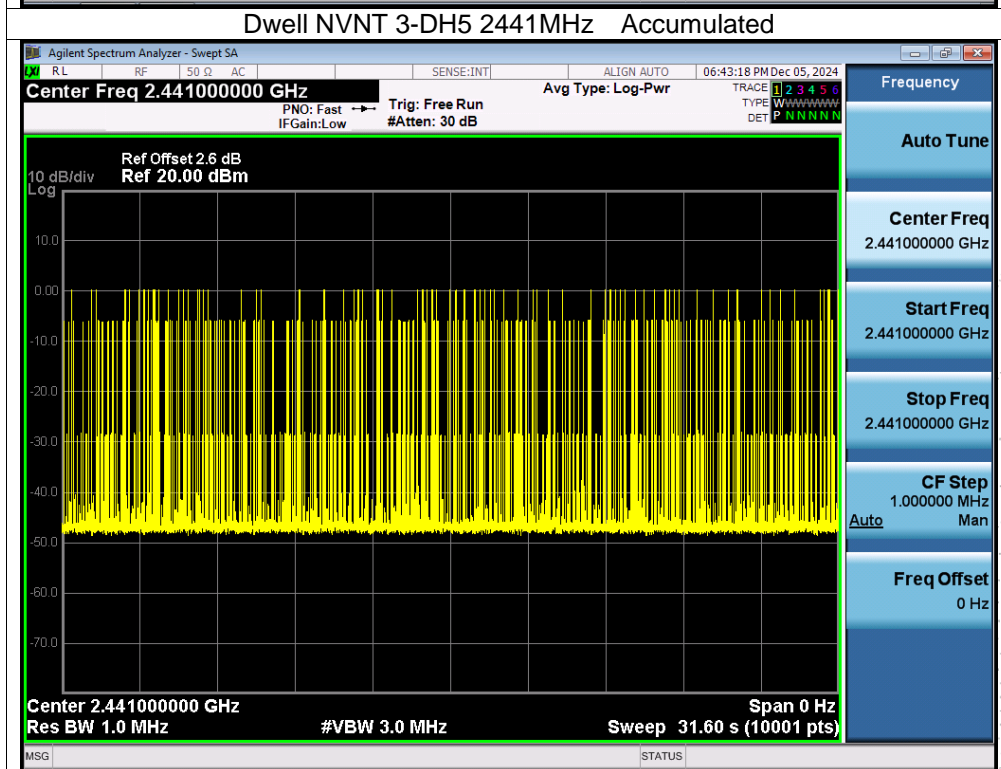 Dwell NVNT 3-DH5 2441MHz Accumulated
Agilent Spectrum Analyzer - Swept SA
LXI RL RF 50 Ω AC SENSE:INT ALIGN AUTO 06:43:18 PM Dec 05, 2024
Center Freq 2.441000000 GHz
PNO: Fast
IFGain:Low
Trig: Free Run
#Atten: 30 dB
Avg Type: Log-Pwr
TRACE 1 2 3 4 5 6
TYPE WWWWWW
DET P N N N N N
Frequency
Auto Tune
Ref Offset 2.6 dB
10 dB/div Ref 20.00 dBm
Log
10.0
0.00
-10.0
-20.0
-30.0
-40.0
-50.0
-60.0
-70.0
Center Freq
2.441000000 GHz
Start Freq
2.441000000 GHz
Stop Freq
2.441000000 GHz
CF Step
1.000000 MHz
Auto Man
Freq Offset
0 Hz
Center 2.441000000 GHz Span 0 Hz
Res BW 1.0 MHz #VBW 3.0 MHz Sweep 31.60 s (10001 pts)
MSG STATUS